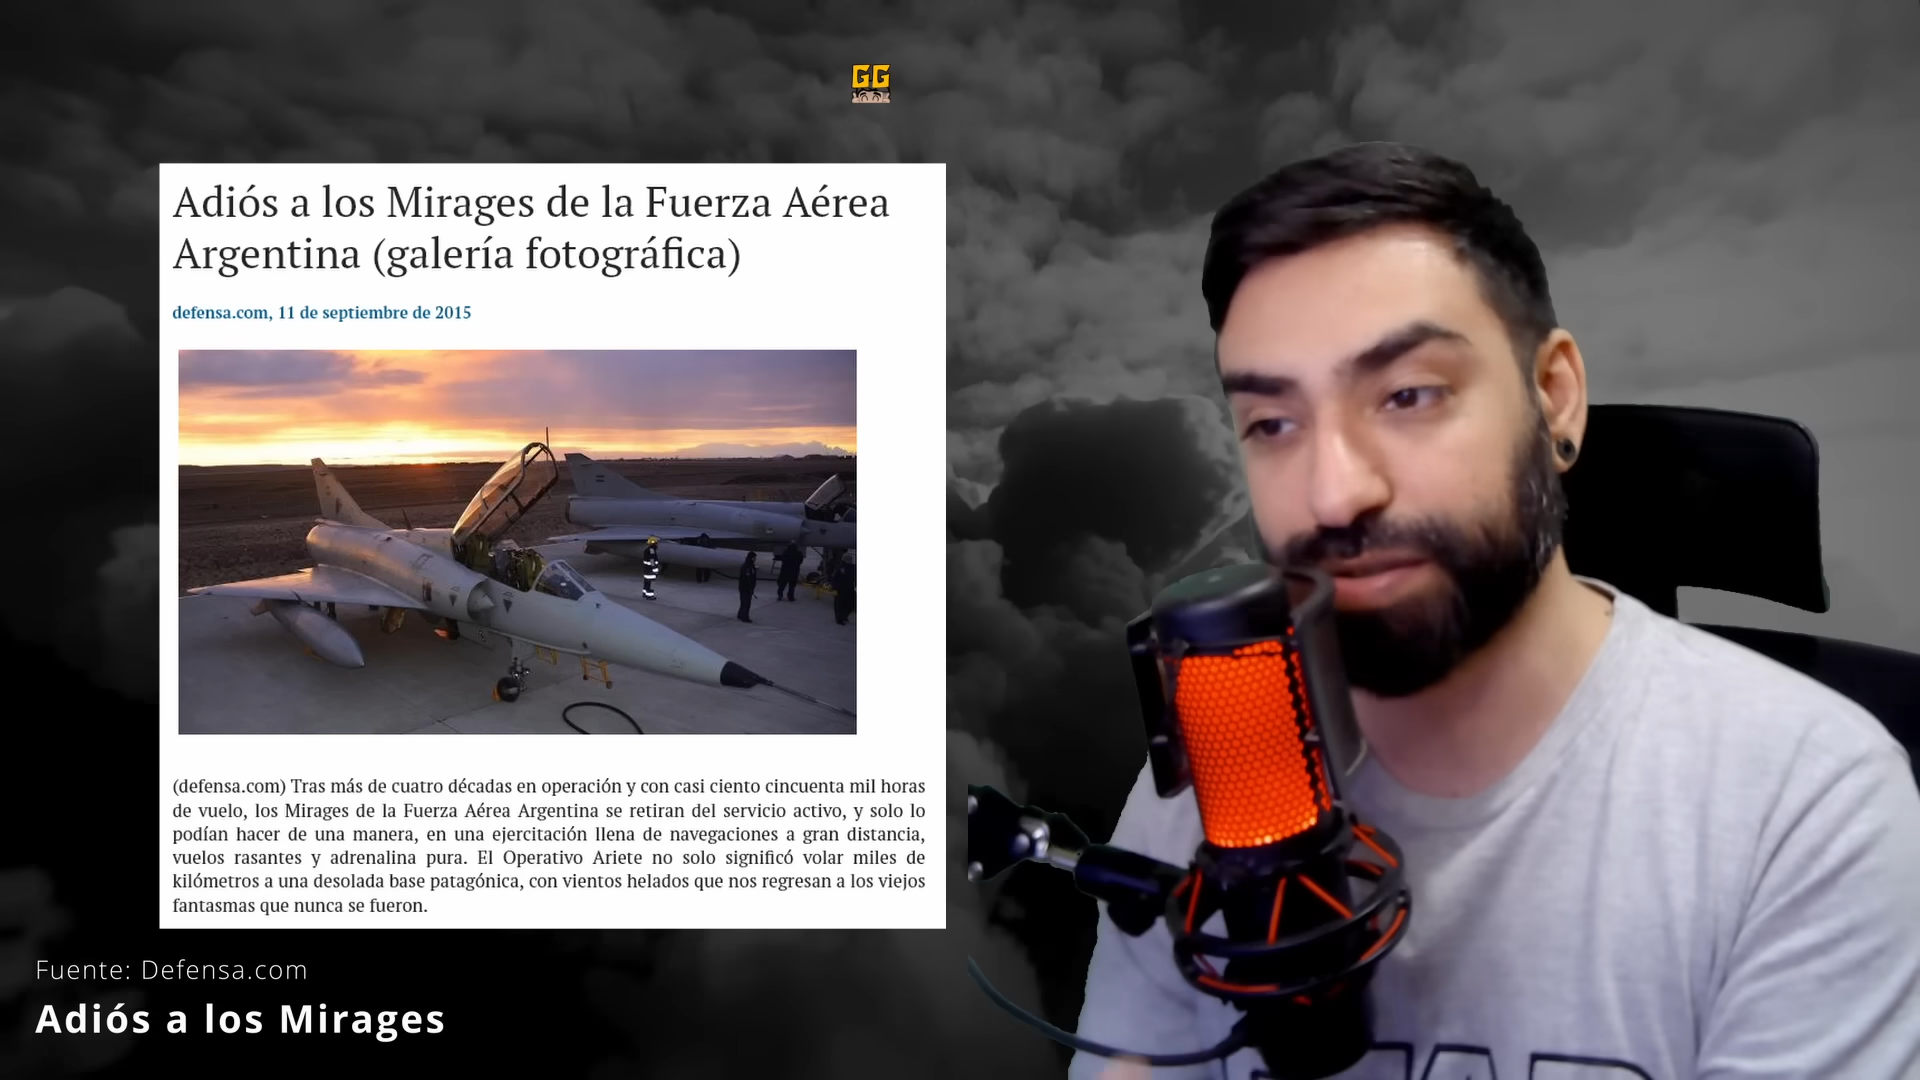 GG
Adiós a los Mirages de la Fuerza Aérea
Argentina (galería fotográfica)
defensa.com, 11 de septiembre de 2015
(defensa.com) Tras más de cuatro décadas en operación y con casi ciento cincuenta mil horas
de vuelo, los Mirages de la Fuerza Aérea Argentina se retiran del servicio activo, y solo lo
podían hacer de una manera, en una ejercitación llena de navegaciones a gran distancia,
vuelos rasantes y adrenalina pura. El Operativo Ariete no solo significó volar miles de
kilómetros a una desolada base patagónica, con vientos helados que nos regresan a los viejos
fantasmas que nunca se fueron.
Fuente: Defensa.com
Adiós a los Mirages